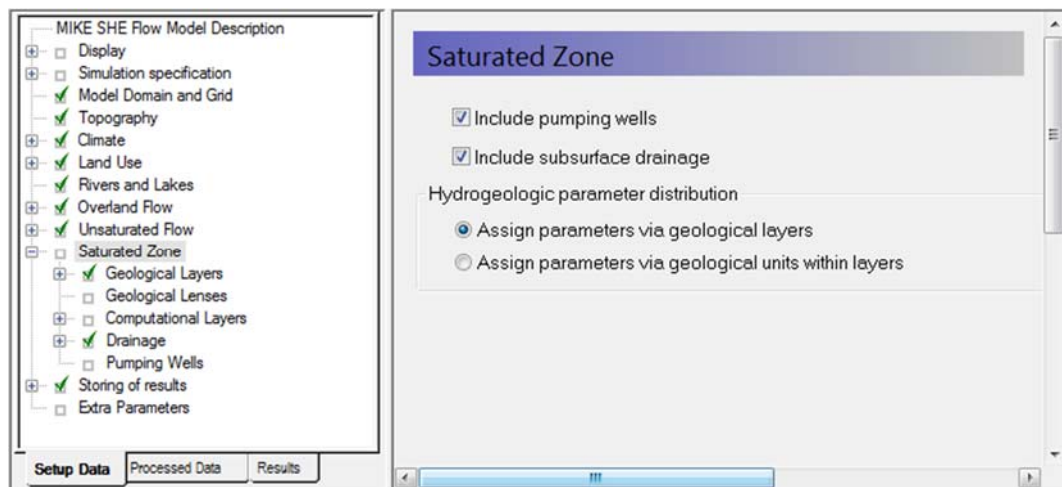 MIKE SHE Flow Model Description
Display
Simulation specification
Model Domain and Grid
Topography
Climate
Land Use
Rivers and Lakes
Overland Flow
Unsaturated Flow
Saturated Zone
Geological Layers
Geological Lenses
Computational Layers
Drainage
Pumping Wells
Storing of results
Extra Parameters
Setup Data
Processed Data
Results
Saturated Zone
Include pumping wells
Include subsurface drainage
Hydrogeologic parameter distribution
Assign parameters via geological layers
Assign parameters via geological units within layers